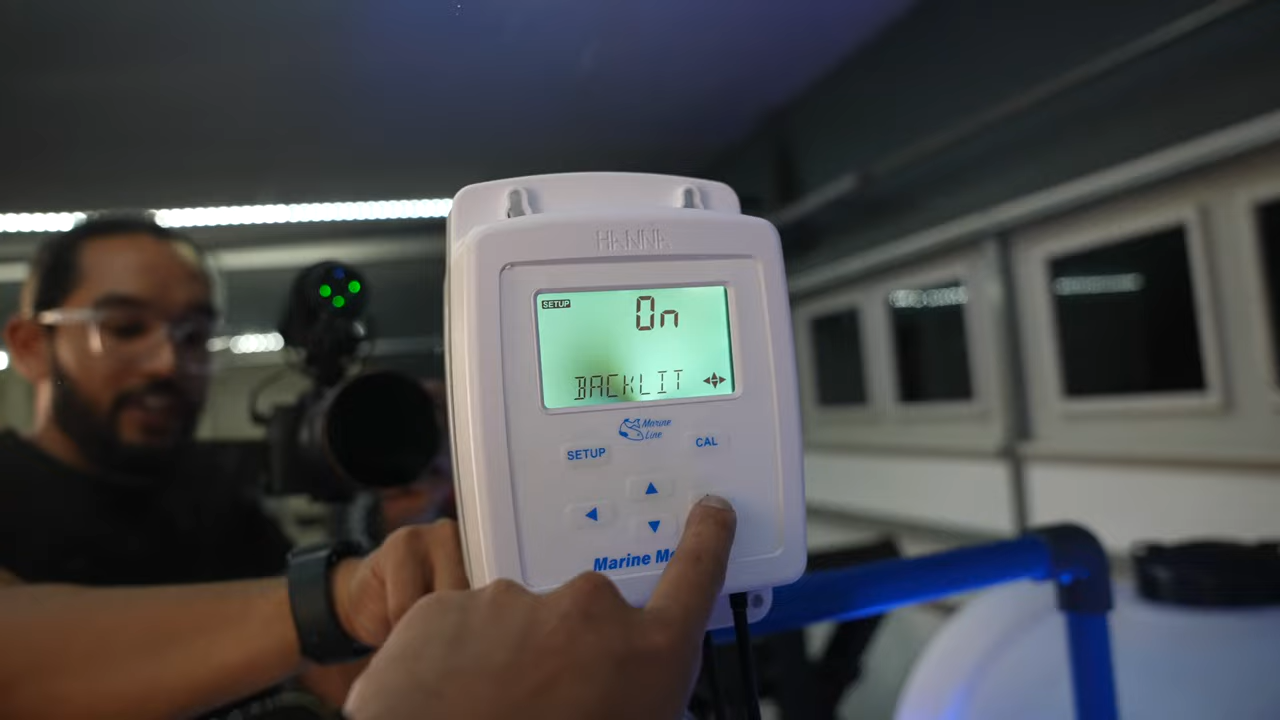 HANNA
SETUP
On
BACKLIT
Marine
Line
SETUP
CAL
Marine